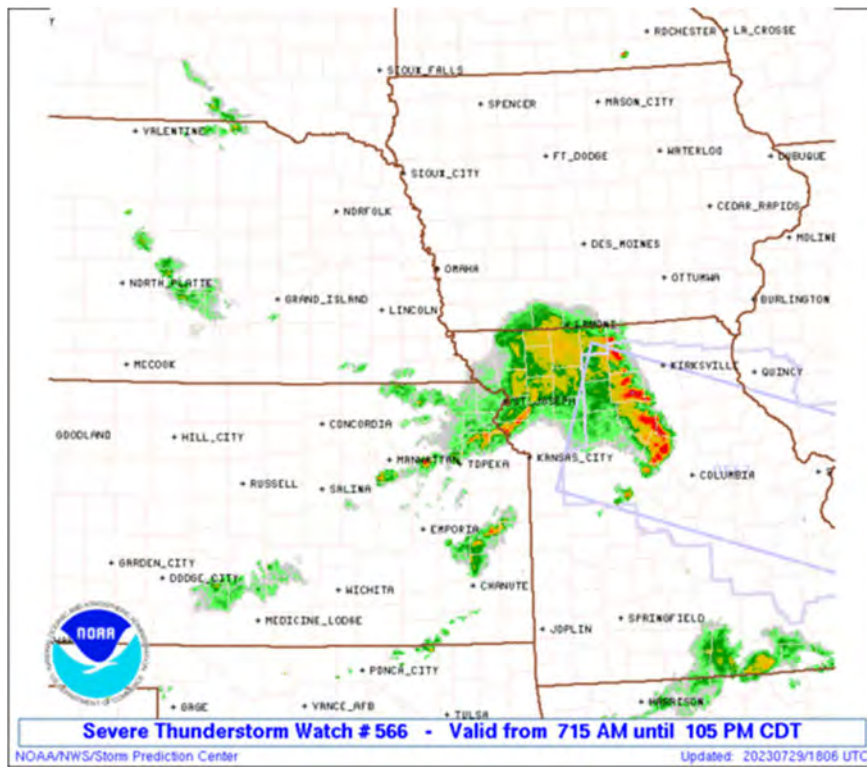 +ROCHESTER
+LA_CROSSE
+SIOUX_FALLS
+SPENCER
+MASON_CITY
+VALENTINE
+FT_DODGE
+WATERLOO
+DUBUQUE
+SIOUX_CITY
+NORFOLK
+CEDAR_RAPIDS
+MOLINE
+DES_MOINES
+OMAHA
+OTTUMWA
+NORTH_PLATTE
+GRAND_ISLAND
+LINCOLN
+BURLINGTON
+LAMONI
+MCCOOK
+KIRKSVILLE
+QUINCY
+ST_JOSEPH
+CONCORDIA
GOODLAND
+HILL_CITY
+MANHATTAN
+TOPEKA
+KANSAS_CITY
+RUSSELL
+SALINA
+COLUMBIA
+EMPORIA
+GARDEN_CITY
+DODGE_CITY
+WICHITA
+CHANUTE
+MEDICINE_LODGE
+JOPLIN
+SPRINGFIELD
NOAA
+PONCA_CITY
+GAGE
+VANCE_AFB
+TULSA
+HARRISON
Severe Thunderstorm Watch # 566 - Valid from 715 AM until 105 PM CDT
NOAA/NWS/Storm Prediction Center
Updated: 20230729/1806 UTC